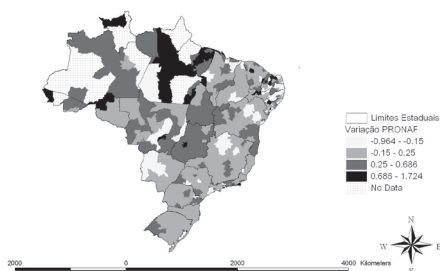 Limites Estaduais
Variação PRONAF
-0.964 - -0.15
-0.15 - 0.25
0.25 - 0.686
0.686 - 1.724
No Data
N
W E
S
2000 0 2000 4000 Kilometers